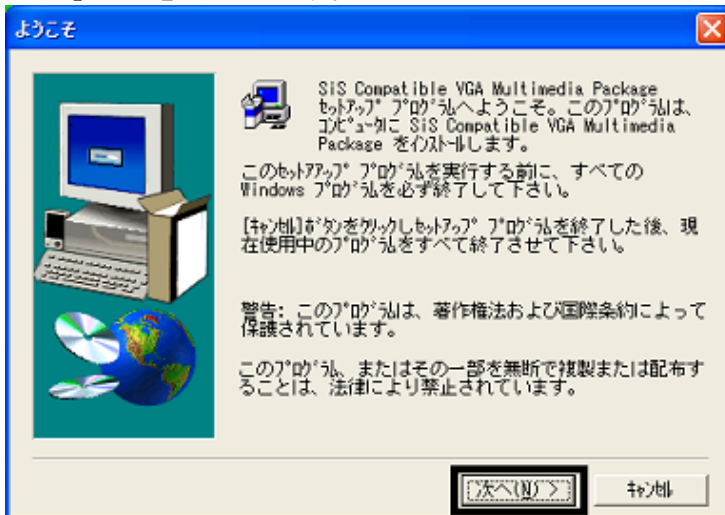 ようこそ
SiS Compatible VGA Multimedia Package
ｾｯﾄｱｯﾌﾟ ﾌﾟﾛｸﾞﾗﾑへようこそ。このﾌﾟﾛｸﾞﾗﾑは、
ｺﾝﾋﾟｭｰﾀに SiS Compatible VGA Multimedia
Package をｲﾝｽﾄｰﾙします。
このｾｯﾄｱｯﾌﾟ ﾌﾟﾛｸﾞﾗﾑを実行する前に、すべての
Windows ﾌﾟﾛｸﾞﾗﾑを必ず終了して下さい。
[ｷｬﾝｾﾙ]ﾎﾞﾀﾝをｸﾘｯｸしｾｯﾄｱｯﾌﾟ ﾌﾟﾛｸﾞﾗﾑを終了した後、現
在使用中のﾌﾟﾛｸﾞﾗﾑをすべて終了させて下さい。
警告: このﾌﾟﾛｸﾞﾗﾑは、著作権法および国際条約によって
保護されています。
このﾌﾟﾛｸﾞﾗﾑ、またはその一部を無断で複製または配布す
ることは、法律により禁止されています。
次へ(N) >
ｷｬﾝｾﾙ